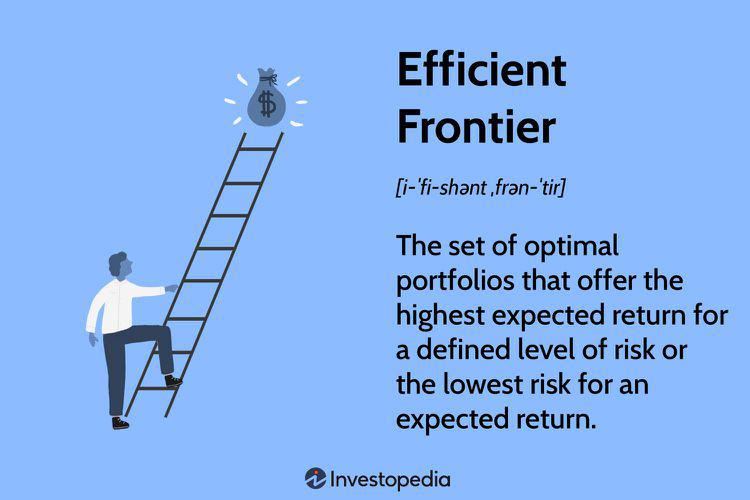 $
Efficient
Frontier
[i-ˈfi-shənt ˌfrən-ˈtir]
The set of optimal
portfolios that offer the
highest expected return for
a defined level of risk or
the lowest risk for an
expected return.
Investopedia